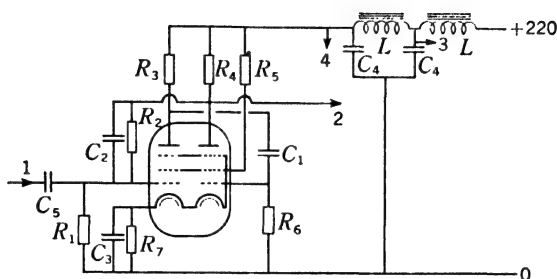 +220
L
L
3
4
C₄
C₄
R₃
R₄
R₅
2
R₂
C₂
C₁
1
C₅
R₁
C₃
R₇
R₆
0